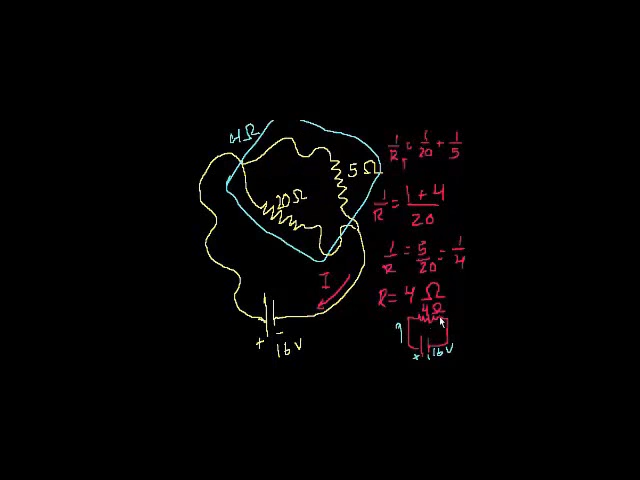 4Ω
5Ω
20Ω
I
+ -
16V
1/R_T = 1/20 + 1/5
1/R = 1+4/20
1/R = 5/20 = 1/4
R = 4 Ω
4Ω
+ 16V